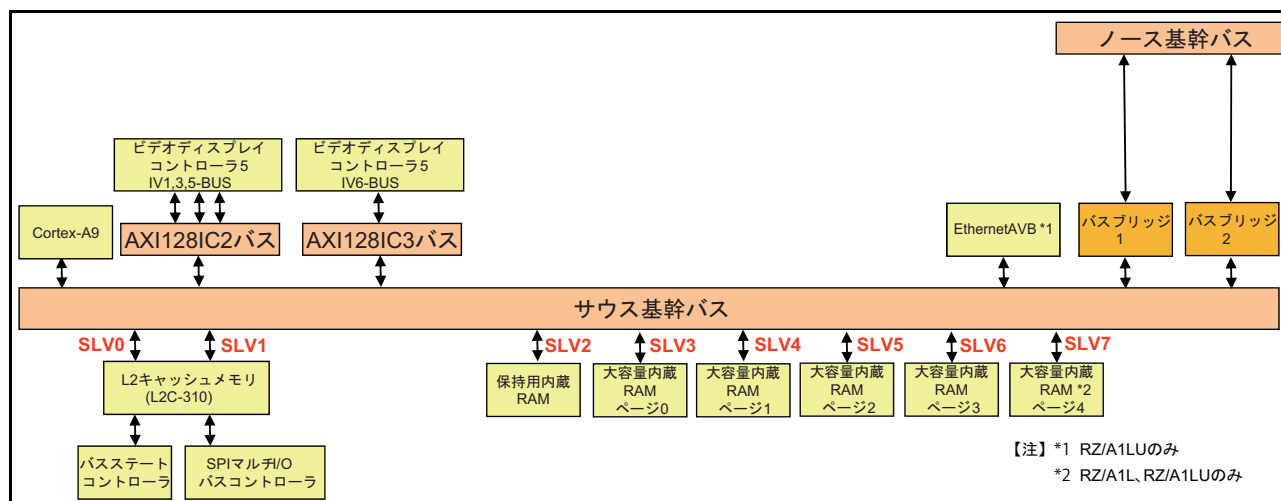 ノース基幹バス
ビデオディスプレイ
コントローラ5
IV1,3,5-BUS
ビデオディスプレイ
コントローラ5
IV6-BUS
Cortex-A9
AXI128IC2バス
AXI128IC3バス
EthernetAVB *1
バスブリッジ
1
バスブリッジ
2
サウス基幹バス
SLV0
SLV1
SLV2
SLV3
SLV4
SLV5
SLV6
SLV7
L2キャッシュメモリ
(L2C-310)
保持用内蔵
RAM
大容量内蔵
RAM
ページ0
大容量内蔵
RAM
ページ1
大容量内蔵
RAM
ページ2
大容量内蔵
RAM
ページ3
大容量内蔵
RAM *2
ページ4
バスステート
コントローラ
SPIマルチI/O
バスコントローラ
【注】 *1 RZ/A1LUのみ
*2 RZ/A1L、RZ/A1LUのみ